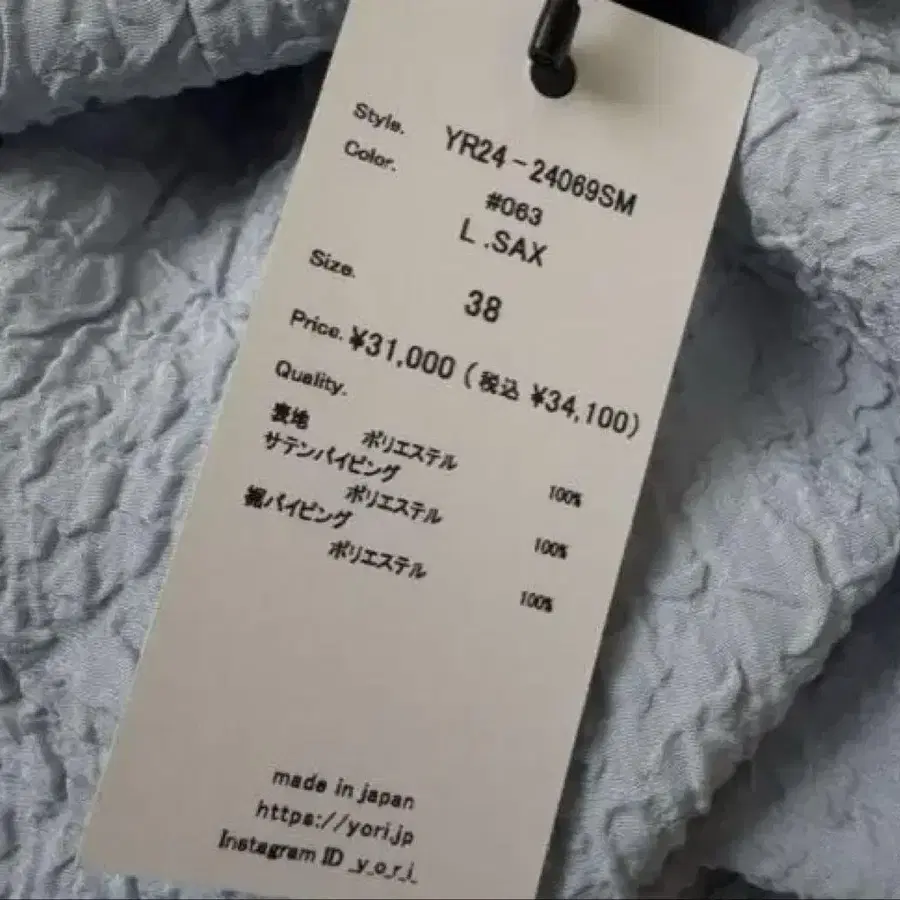 Style. YR24-24069SM
Color. #063
L.SAX
Size. 38
Price. ¥31,000 (税込 ¥34,100)
Quality.
表地 ポリエステル 100%
サテンパイピング
ポリエステル 100%
裾パイピング
ポリエステル 100%
made in japan
https://yori.jp
Instagram ID _y_o_r_i_